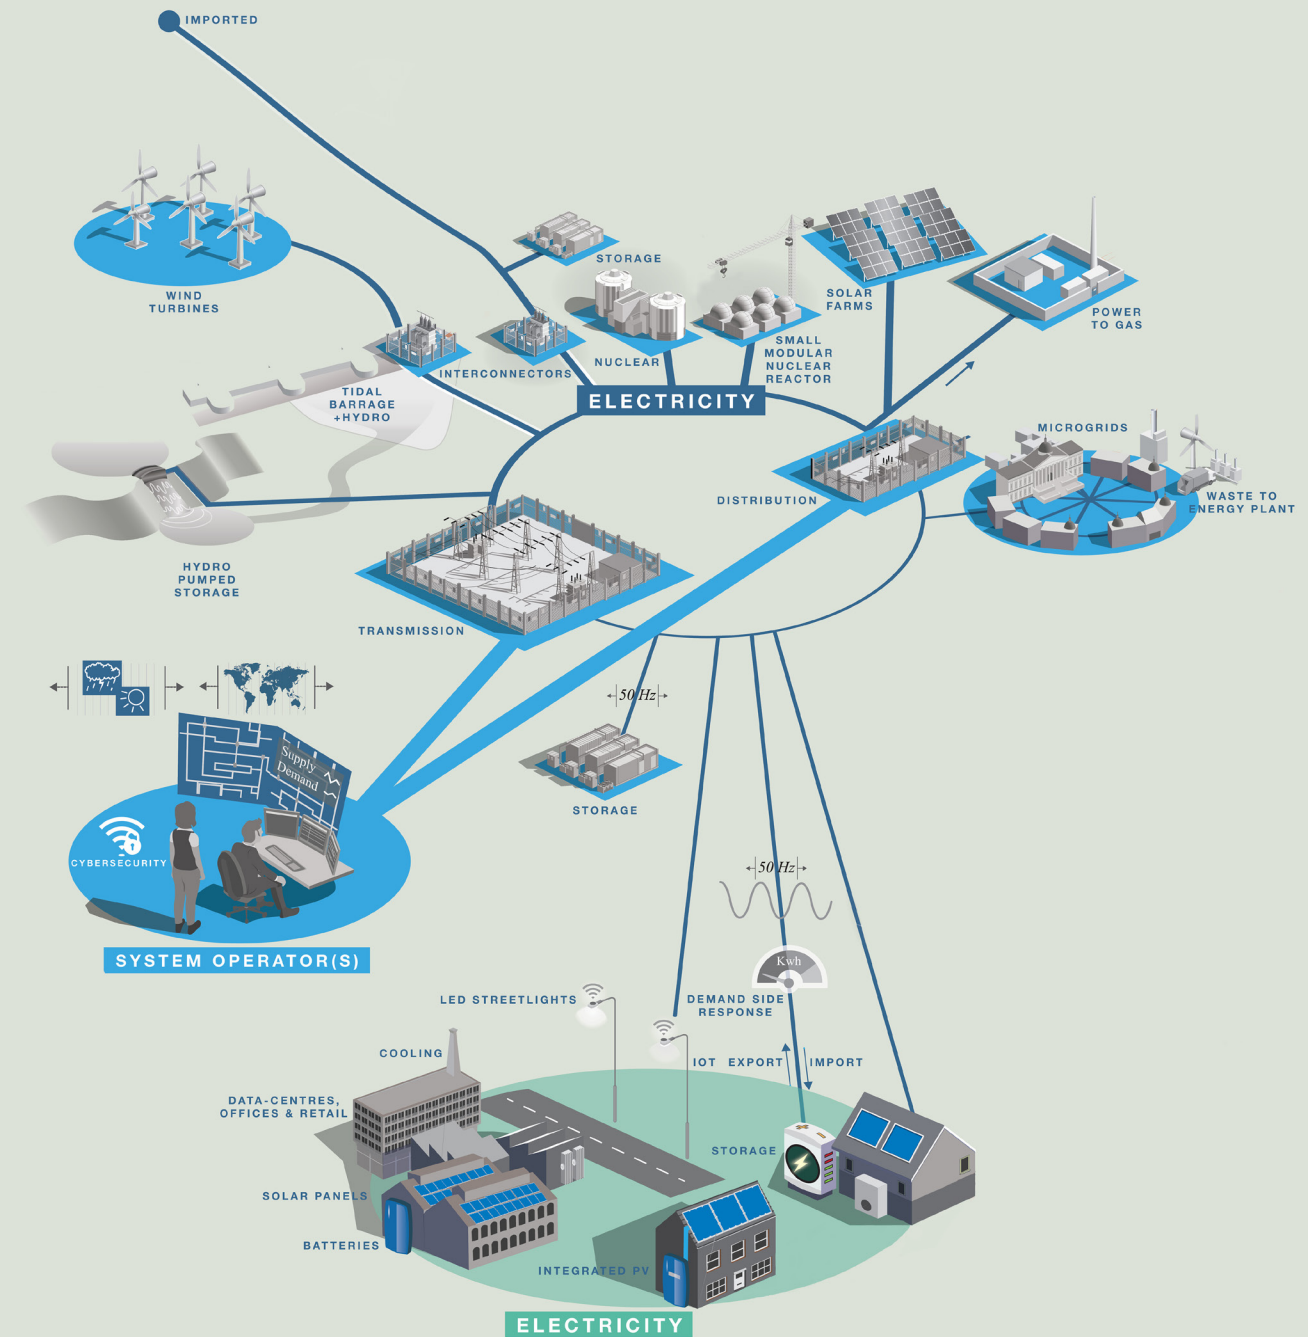 IMPORTED
STORAGE
WIND
TURBINES
SOLAR
FARMS
POWER
TO GAS
SMALL
MODULAR
NUCLEAR
REACTOR
NUCLEAR
INTERCONNECTORS
TIDAL
BARRAGE
+HYDRO
ELECTRICITY
MICROGRIDS
DISTRIBUTION
WASTE TO
ENERGY PLANT
HYDRO
PUMPED
STORAGE
TRANSMISSION
50 Hz
Supply
Demand
STORAGE
CYBERSECURITY
50 Hz
SYSTEM OPERATOR(S)
Kwh
LED STREETLIGHTS
DEMAND SIDE
RESPONSE
COOLING
IOT EXPORT
IMPORT
DATA-CENTRES,
OFFICES & RETAIL
STORAGE
SOLAR PANELS
BATTERIES
INTEGRATED PV
ELECTRICITY